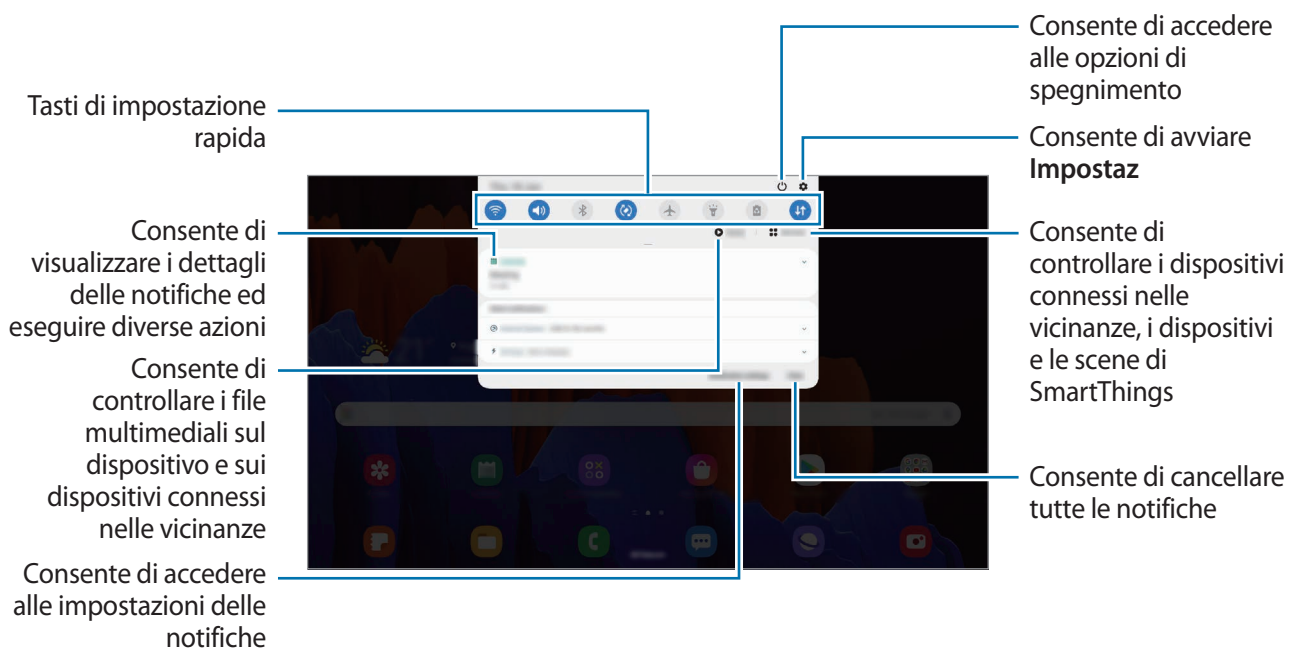 Tasti di impostazione
rapida
Consente di
visualizzare i dettagli
delle notifiche ed
eseguire diverse azioni
Consente di
controllare i file
multimediali sul
dispositivo e sui
dispositivi connessi
nelle vicinanze
Consente di accedere
alle impostazioni delle
notifiche
Consente di accedere
alle opzioni di
spegnimento
Consente di avviare
Impostaz
Consente di
controllare i dispositivi
connessi nelle
vicinanze, i dispositivi
e le scene di
SmartThings
Consente di cancellare
tutte le notifiche